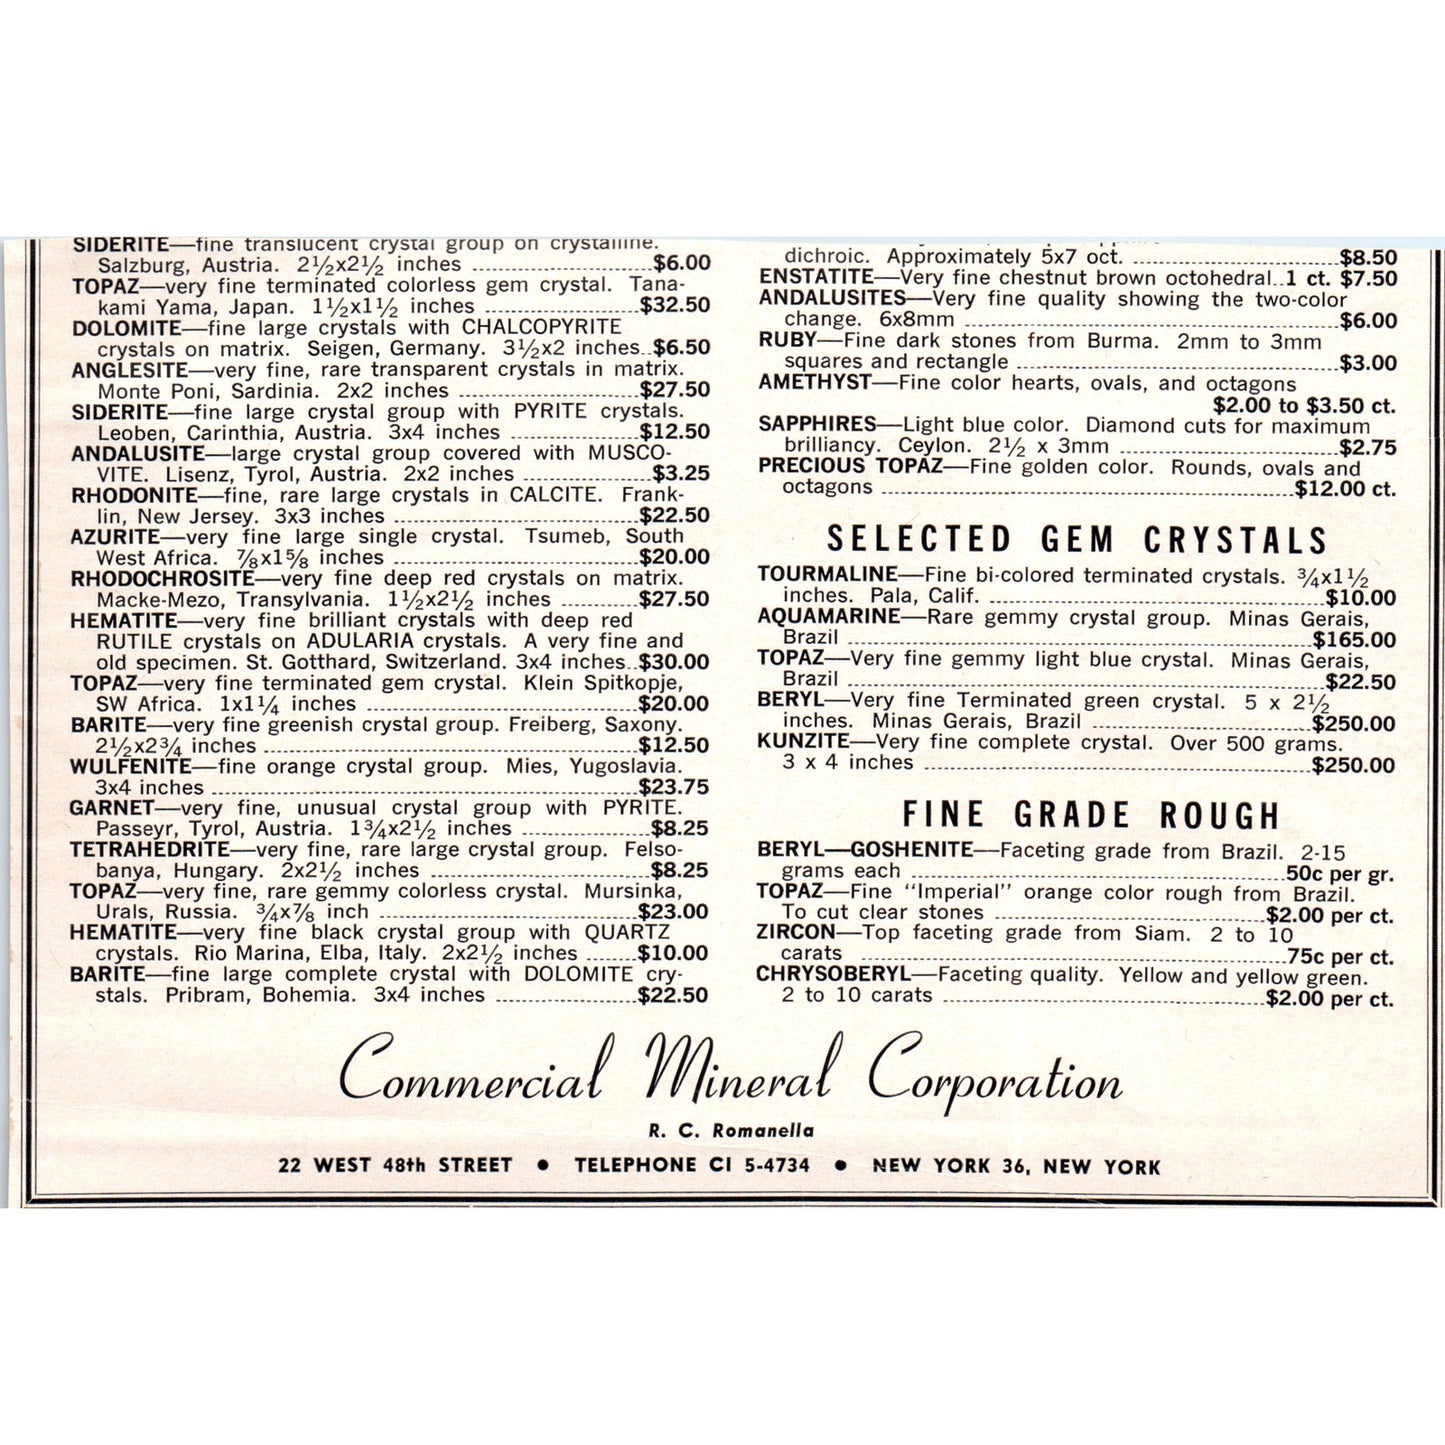 SIDERITE—fine translucent crystal group on crystalline.
Salzburg, Austria. 2½x2½ inches $6.00
TOPAZ—very fine terminated colorless gem crystal. Tana-
kami Yama, Japan. 1½x1½ inches $32.50
DOLOMITE—fine large crystals with CHALCOPYRITE
crystals on matrix. Seigen, Germany. 3½x2 inches $6.50
ANGLESITE—very fine, rare transparent crystals in matrix.
Monte Poni, Sardinia. 2x2 inches $27.50
SIDERITE—fine large crystal group with PYRITE crystals.
Leoben, Carinthia, Austria. 3x4 inches $12.50
ANDALUSITE—large crystal group covered with MUSCO-
VITE. Lisenz, Tyrol, Austria. 2x2 inches $3.25
RHODONITE—fine, rare large crystals in CALCITE. Frank-
lin, New Jersey. 3x3 inches $22.50
AZURITE—very fine large single crystal. Tsumeb, South
West Africa. ⅞x1⅝ inches $20.00
RHODOCHROSITE—very fine deep red crystals on matrix.
Macke-Mezo, Transylvania. 1½x2½ inches $27.50
HEMATITE—very fine brilliant crystals with deep red
RUTILE crystals on ADULARIA crystals. A very fine and
old specimen. St. Gotthard, Switzerland. 3x4 inches $30.00
TOPAZ—very fine terminated gem crystal. Klein Spitkopje,
SW Africa. 1x1¼ inches $20.00
BARITE—very fine greenish crystal group. Freiberg, Saxony.
2½x2¾ inches $12.50
WULFENITE—fine orange crystal group. Mies, Yugoslavia.
3x4 inches $23.75
GARNET—very fine, unusual crystal group with PYRITE.
Passeyr, Tyrol, Austria. 1¾x2½ inches $8.25
TETRAHEDRITE—very fine, rare large crystal group. Felso-
banya, Hungary. 2x2½ inches $8.25
TOPAZ—very fine, rare gemmy colorless crystal. Mursinka,
Urals, Russia. ¾x⅞ inch $23.00
HEMATITE—very fine black crystal group with QUARTZ
crystals. Rio Marina, Elba, Italy. 2x2½ inches $10.00
BARITE—fine large complete crystal with DOLOMITE cry-
stals. Pribram, Bohemia. 3x4 inches $22.50
dichroic. Approximately 5x7 oct. $8.50
ENSTATITE—Very fine chestnut brown octohedral 1 ct. $7.50
ANDALUSITES—Very fine quality showing the two-color
change. 6x8mm $6.00
RUBY—Fine dark stones from Burma. 2mm to 3mm
squares and rectangle $3.00
AMETHYST—Fine color hearts, ovals, and octagons
$2.00 to $3.50 ct.
SAPPHIRES—Light blue color. Diamond cuts for maximum
brilliancy. Ceylon. 2½ x 3mm $2.75
PRECIOUS TOPAZ—Fine golden color. Rounds, ovals and
octagons $12.00 ct.
SELECTED GEM CRYSTALS
TOURMALINE—Fine bi-colored terminated crystals. ¾x1½
inches. Pala, Calif. $10.00
AQUAMARINE—Rare gemmy crystal group. Minas Gerais,
Brazil $165.00
TOPAZ—Very fine gemmy light blue crystal. Minas Gerais,
Brazil $22.50
BERYL—Very fine Terminated green crystal. 5 x 2½
inches. Minas Gerais, Brazil $250.00
KUNZITE—Very fine complete crystal. Over 500 grams.
3 x 4 inches $250.00
FINE GRADE ROUGH
BERYL—GOSHENITE—Faceting grade from Brazil. 2-15
grams each 50c per gr.
TOPAZ—Fine "Imperial" orange color rough from Brazil.
To cut clear stones $2.00 per ct.
ZIRCON—Top faceting grade from Siam. 2 to 10
carats 75c per ct.
CHRYSOBERYL—Faceting quality. Yellow and yellow green.
2 to 10 carats $2.00 per ct.
Commercial Mineral Corporation
R. C. Romanella
22 WEST 48th STREET • TELEPHONE CI 5-4734 • NEW YORK 36, NEW YORK